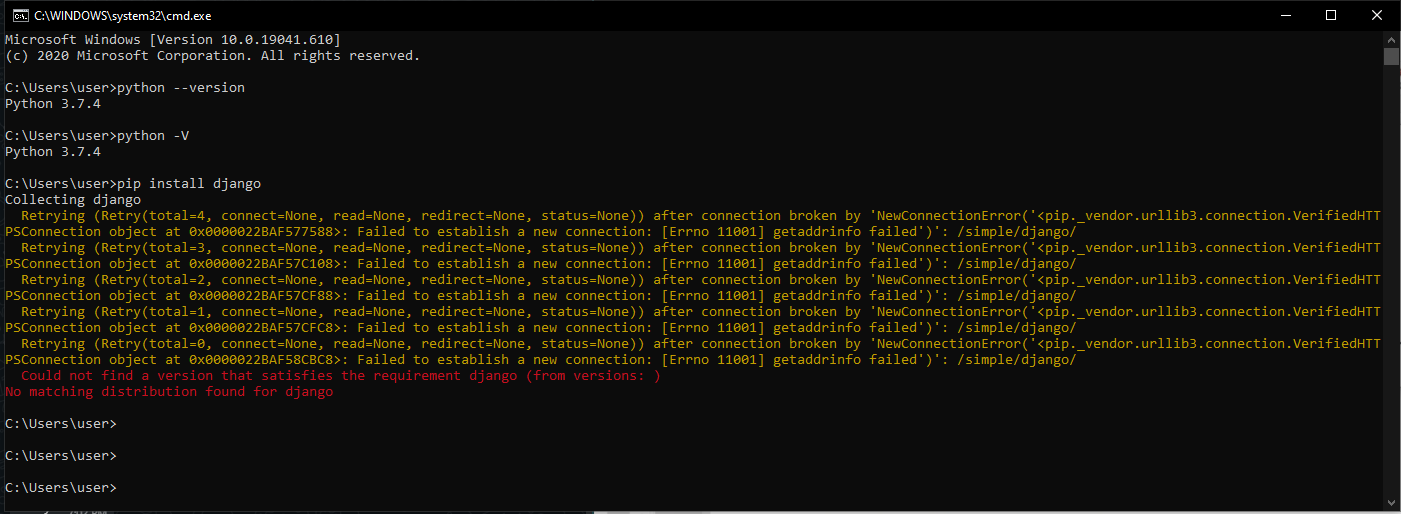 C:\WINDOWS\system32\cmd.exe
Microsoft Windows [Version 10.0.19041.610]
(c) 2020 Microsoft Corporation. All rights reserved.
C:\Users\user>python --version
Python 3.7.4
C:\Users\user>python -V
Python 3.7.4
C:\Users\user>pip install django
Collecting django
  Retrying (Retry(total=4, connect=None, read=None, redirect=None, status=None)) after connection broken by 'NewConnectionError('<pip._vendor.urllib3.connection.VerifiedHTT
PSConnection object at 0x0000022BAF577588>: Failed to establish a new connection: [Errno 11001] getaddrinfo failed')': /simple/django/
  Retrying (Retry(total=3, connect=None, read=None, redirect=None, status=None)) after connection broken by 'NewConnectionError('<pip._vendor.urllib3.connection.VerifiedHTT
PSConnection object at 0x0000022BAF57C108>: Failed to establish a new connection: [Errno 11001] getaddrinfo failed')': /simple/django/
  Retrying (Retry(total=2, connect=None, read=None, redirect=None, status=None)) after connection broken by 'NewConnectionError('<pip._vendor.urllib3.connection.VerifiedHTT
PSConnection object at 0x0000022BAF57CF88>: Failed to establish a new connection: [Errno 11001] getaddrinfo failed')': /simple/django/
  Retrying (Retry(total=1, connect=None, read=None, redirect=None, status=None)) after connection broken by 'NewConnectionError('<pip._vendor.urllib3.connection.VerifiedHTT
PSConnection object at 0x0000022BAF57CFC8>: Failed to establish a new connection: [Errno 11001] getaddrinfo failed')': /simple/django/
  Retrying (Retry(total=0, connect=None, read=None, redirect=None, status=None)) after connection broken by 'NewConnectionError('<pip._vendor.urllib3.connection.VerifiedHTT
PSConnection object at 0x0000022BAF58CBC8>: Failed to establish a new connection: [Errno 11001] getaddrinfo failed')': /simple/django/
  Could not find a version that satisfies the requirement django (from versions: )
No matching distribution found for django
C:\Users\user>
C:\Users\user>
C:\Users\user>